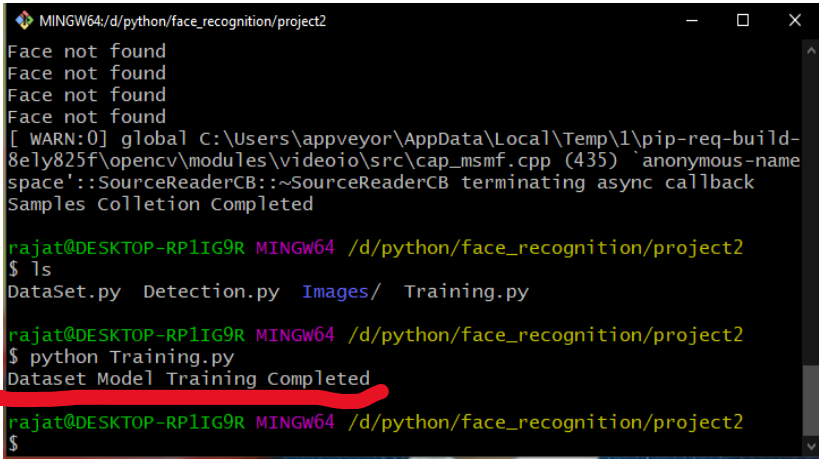 MINGW64:/d/python/face_recognition/project2
Face not found
Face not found
Face not found
Face not found
[ WARN:0] global C:\Users\appveyor\AppData\Local\Temp\1\pip-req-build-
8ely825f\opencv\modules\videoio\src\cap_msmf.cpp (435) `anonymous-name
space'::SourceReaderCB::~SourceReaderCB terminating async callback
Samples Colletion Completed
rajat@DESKTOP-RP1IG9R MINGW64 /d/python/face_recognition/project2
$ ls
DataSet.py  Detection.py  Images/  Training.py
rajat@DESKTOP-RP1IG9R MINGW64 /d/python/face_recognition/project2
$ python Training.py
Dataset Model Training Completed
rajat@DESKTOP-RP1IG9R MINGW64 /d/python/face_recognition/project2
$